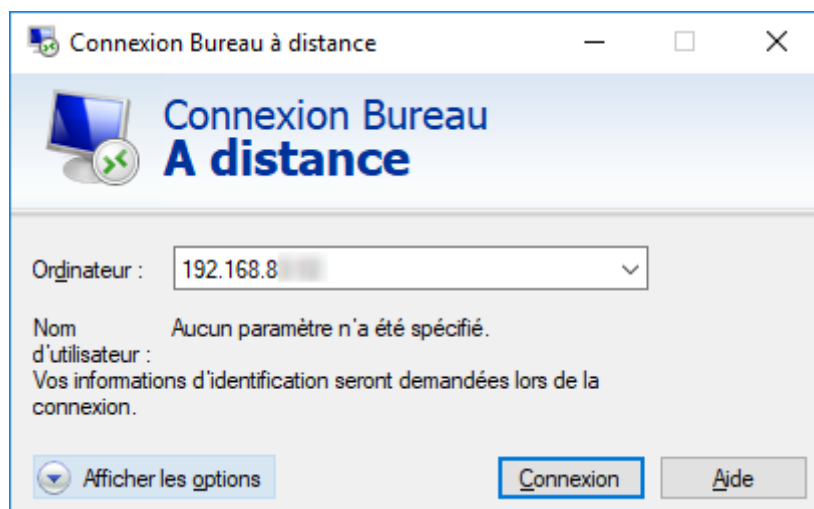 Connexion Bureau à distance
Connexion Bureau
A distance
Ordinateur :
192.168.8
Nom
d'utilisateur :
Aucun paramètre n'a été spécifié.
Vos informations d'identification seront demandées lors de la
connexion.
Afficher les options
Connexion
Aide